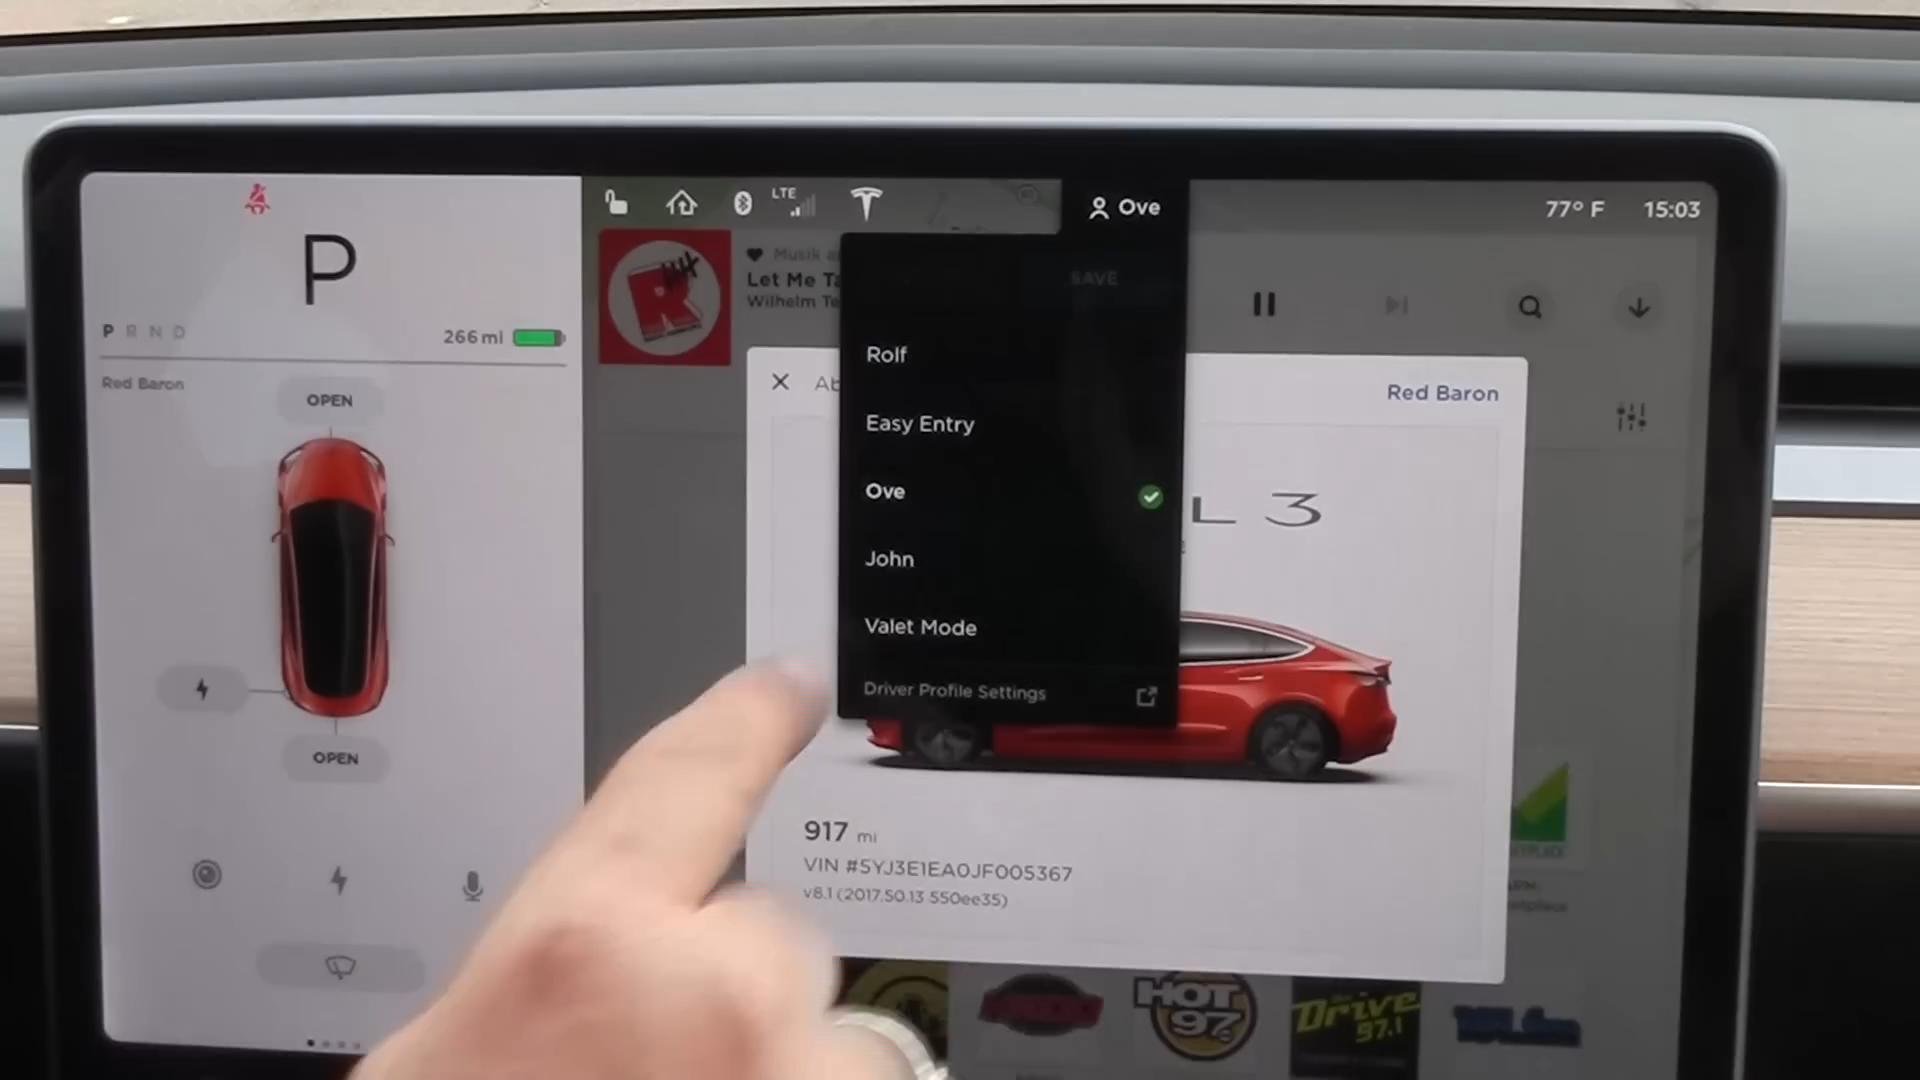 LTE
Ove
77° F
15:03
P
P R N D
266 mi
Red Baron
OPEN
OPEN
R
Musik
Let Me
Wilhelm
SAVE
Rolf
Easy Entry
Ove
John
Valet Mode
Driver Profile Settings
Red Baron
L 3
917 mi
VIN #5YJ3E1EA0JF005367
v8.1 (2017.50.13 550ee35)
HOT
97
Drive
97.1